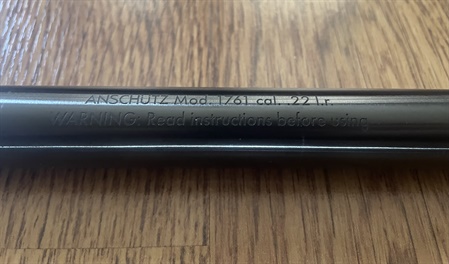 ANSCHUTZ Mod. 1761 cal. .22 l.r.
WARNING: Read instructions before using